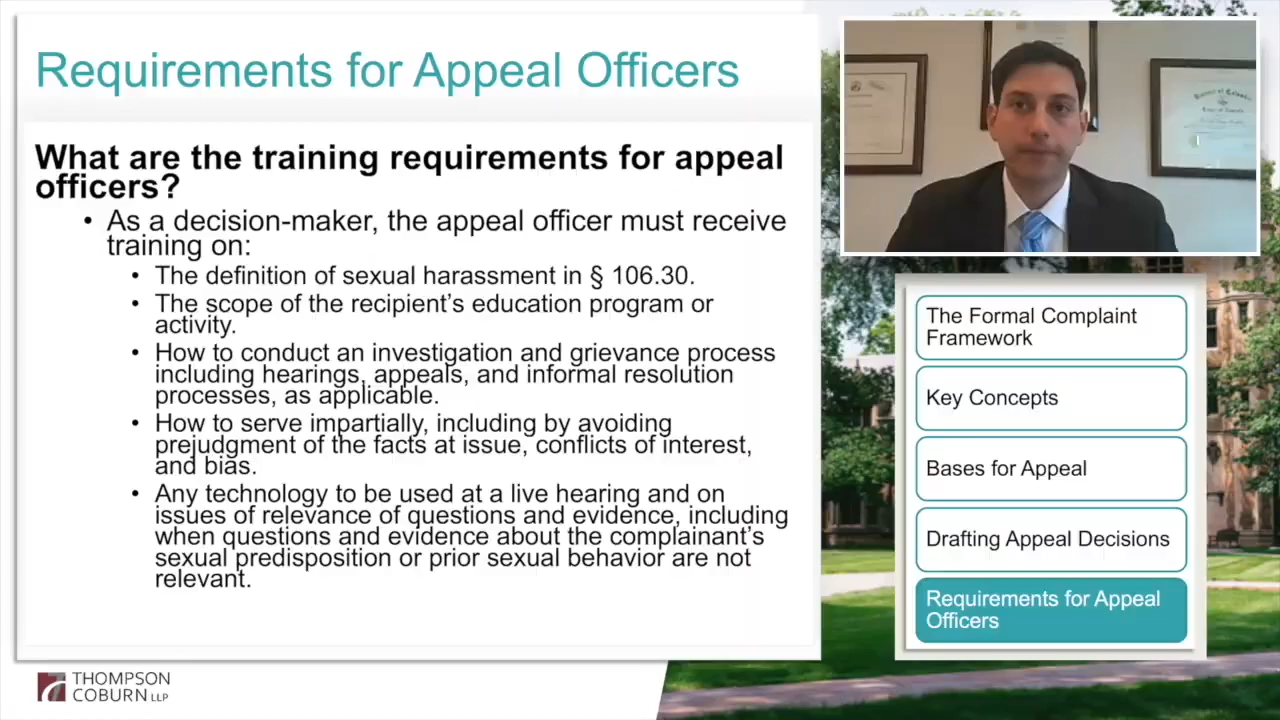 Requirements for Appeal Officers
What are the training requirements for appeal
officers?
• As a decision-maker, the appeal officer must receive
training on:
• The definition of sexual harassment in § 106.30.
• The scope of the recipient's education program or
activity.
• How to conduct an investigation and grievance process
including hearings, appeals, and informal resolution
processes, as applicable.
• How to serve impartially, including by avoiding
prejudgment of the facts at issue, conflicts of interest,
and bias.
• Any technology to be used at a live hearing and on
issues of relevance of questions and evidence, including
when questions and evidence about the complainant's
sexual predisposition or prior sexual behavior are not
relevant.
The Formal Complaint
Framework
Key Concepts
Bases for Appeal
Drafting Appeal Decisions
Requirements for Appeal
Officers
THOMPSON
COBURN LLP